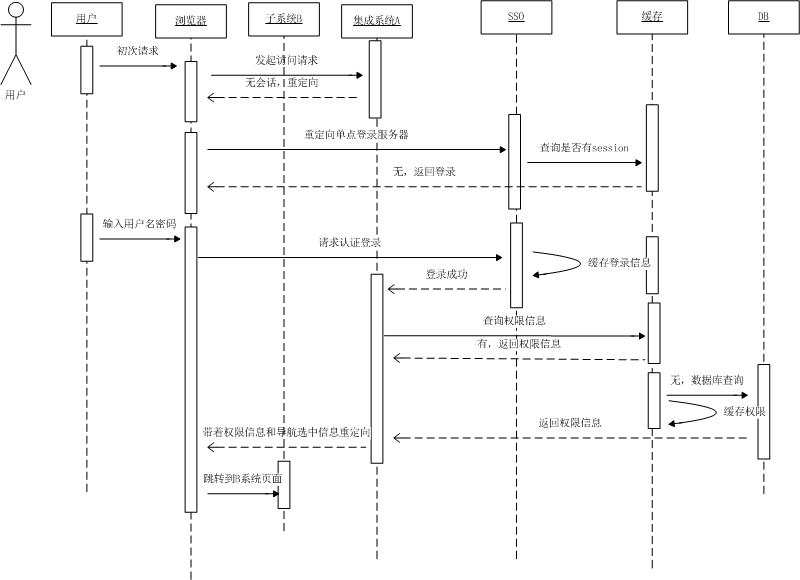 用户
浏览器
子系统B
集成系统A
SSO
缓存
DB
用户
初次请求
发起访问请求
无会话，重定向
重定向单点登录服务器
查询是否有session
无，返回登录
输入用户名密码
请求认证登录
缓存登录信息
登录成功
查询权限信息
有，返回权限信息
无，数据库查询
缓存权限
返回权限信息
带着权限信息和导航选中信息重定向
跳转到B系统页面